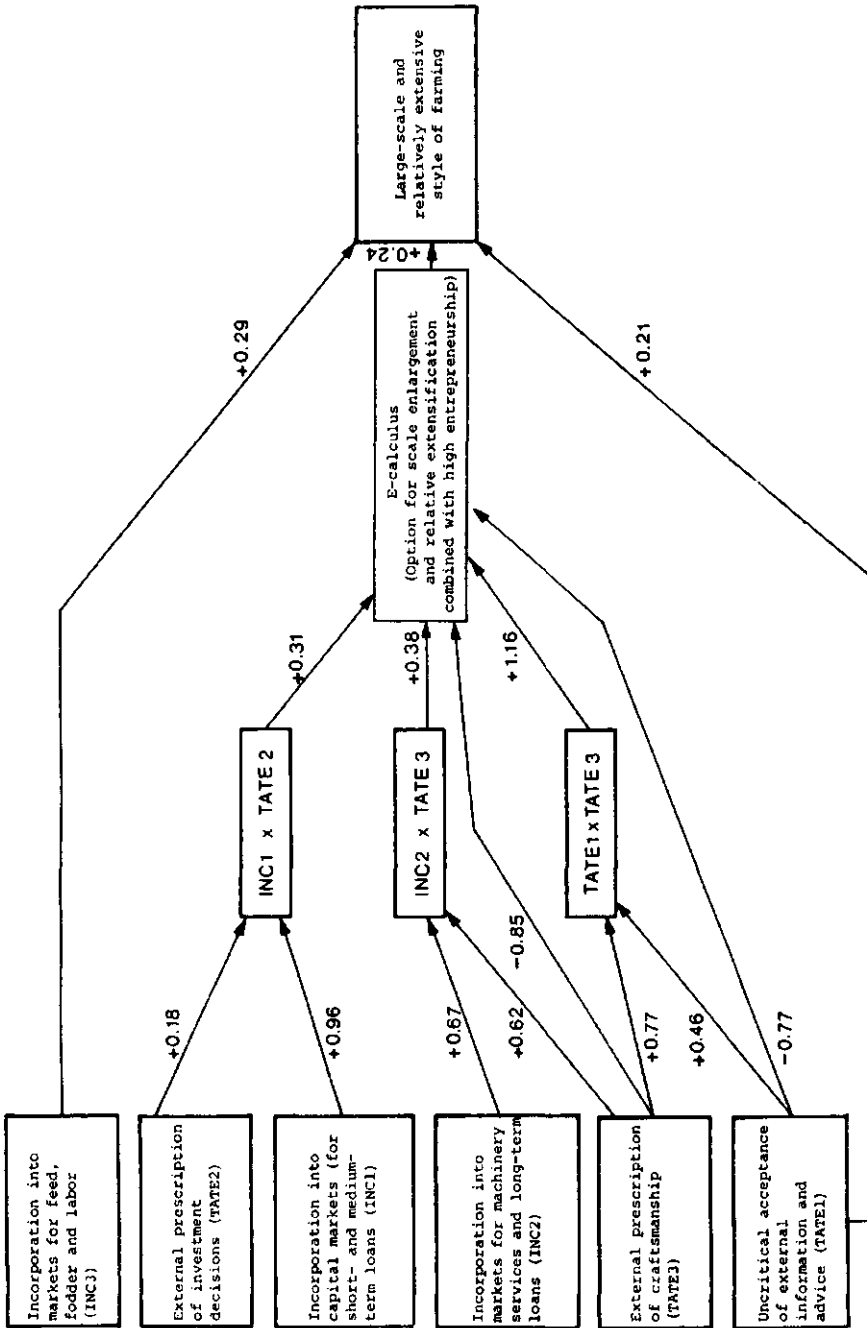 Incorporation into
markets for feed,
fodder and labor
(INC3)
External prescription
of investment
decisions (TATE2)
Incorporation into
capital markets (for
short- and medium-
term loans (INC1)
Incorporation into
markets for machinery
services and long-term
loans (INC2)
External prescription
of craftsmanship
(TATE3)
Uncritical acceptance
of external
information and
advice (TATE1)
+0.18
+0.96
+0.67
+0.62
-0.85
+0.77
+0.46
-0.77
INC1 x TATE 2
INC2 x TATE 3
TATE1 x TATE 3
+0.31
+0.38
+1.16
E-calculus
(Option for scale enlargement
and relative extensification
combined with high entrepreneurship)
+0.29
+0.24
+0.21
Large-scale and
relatively extensive
style of farming